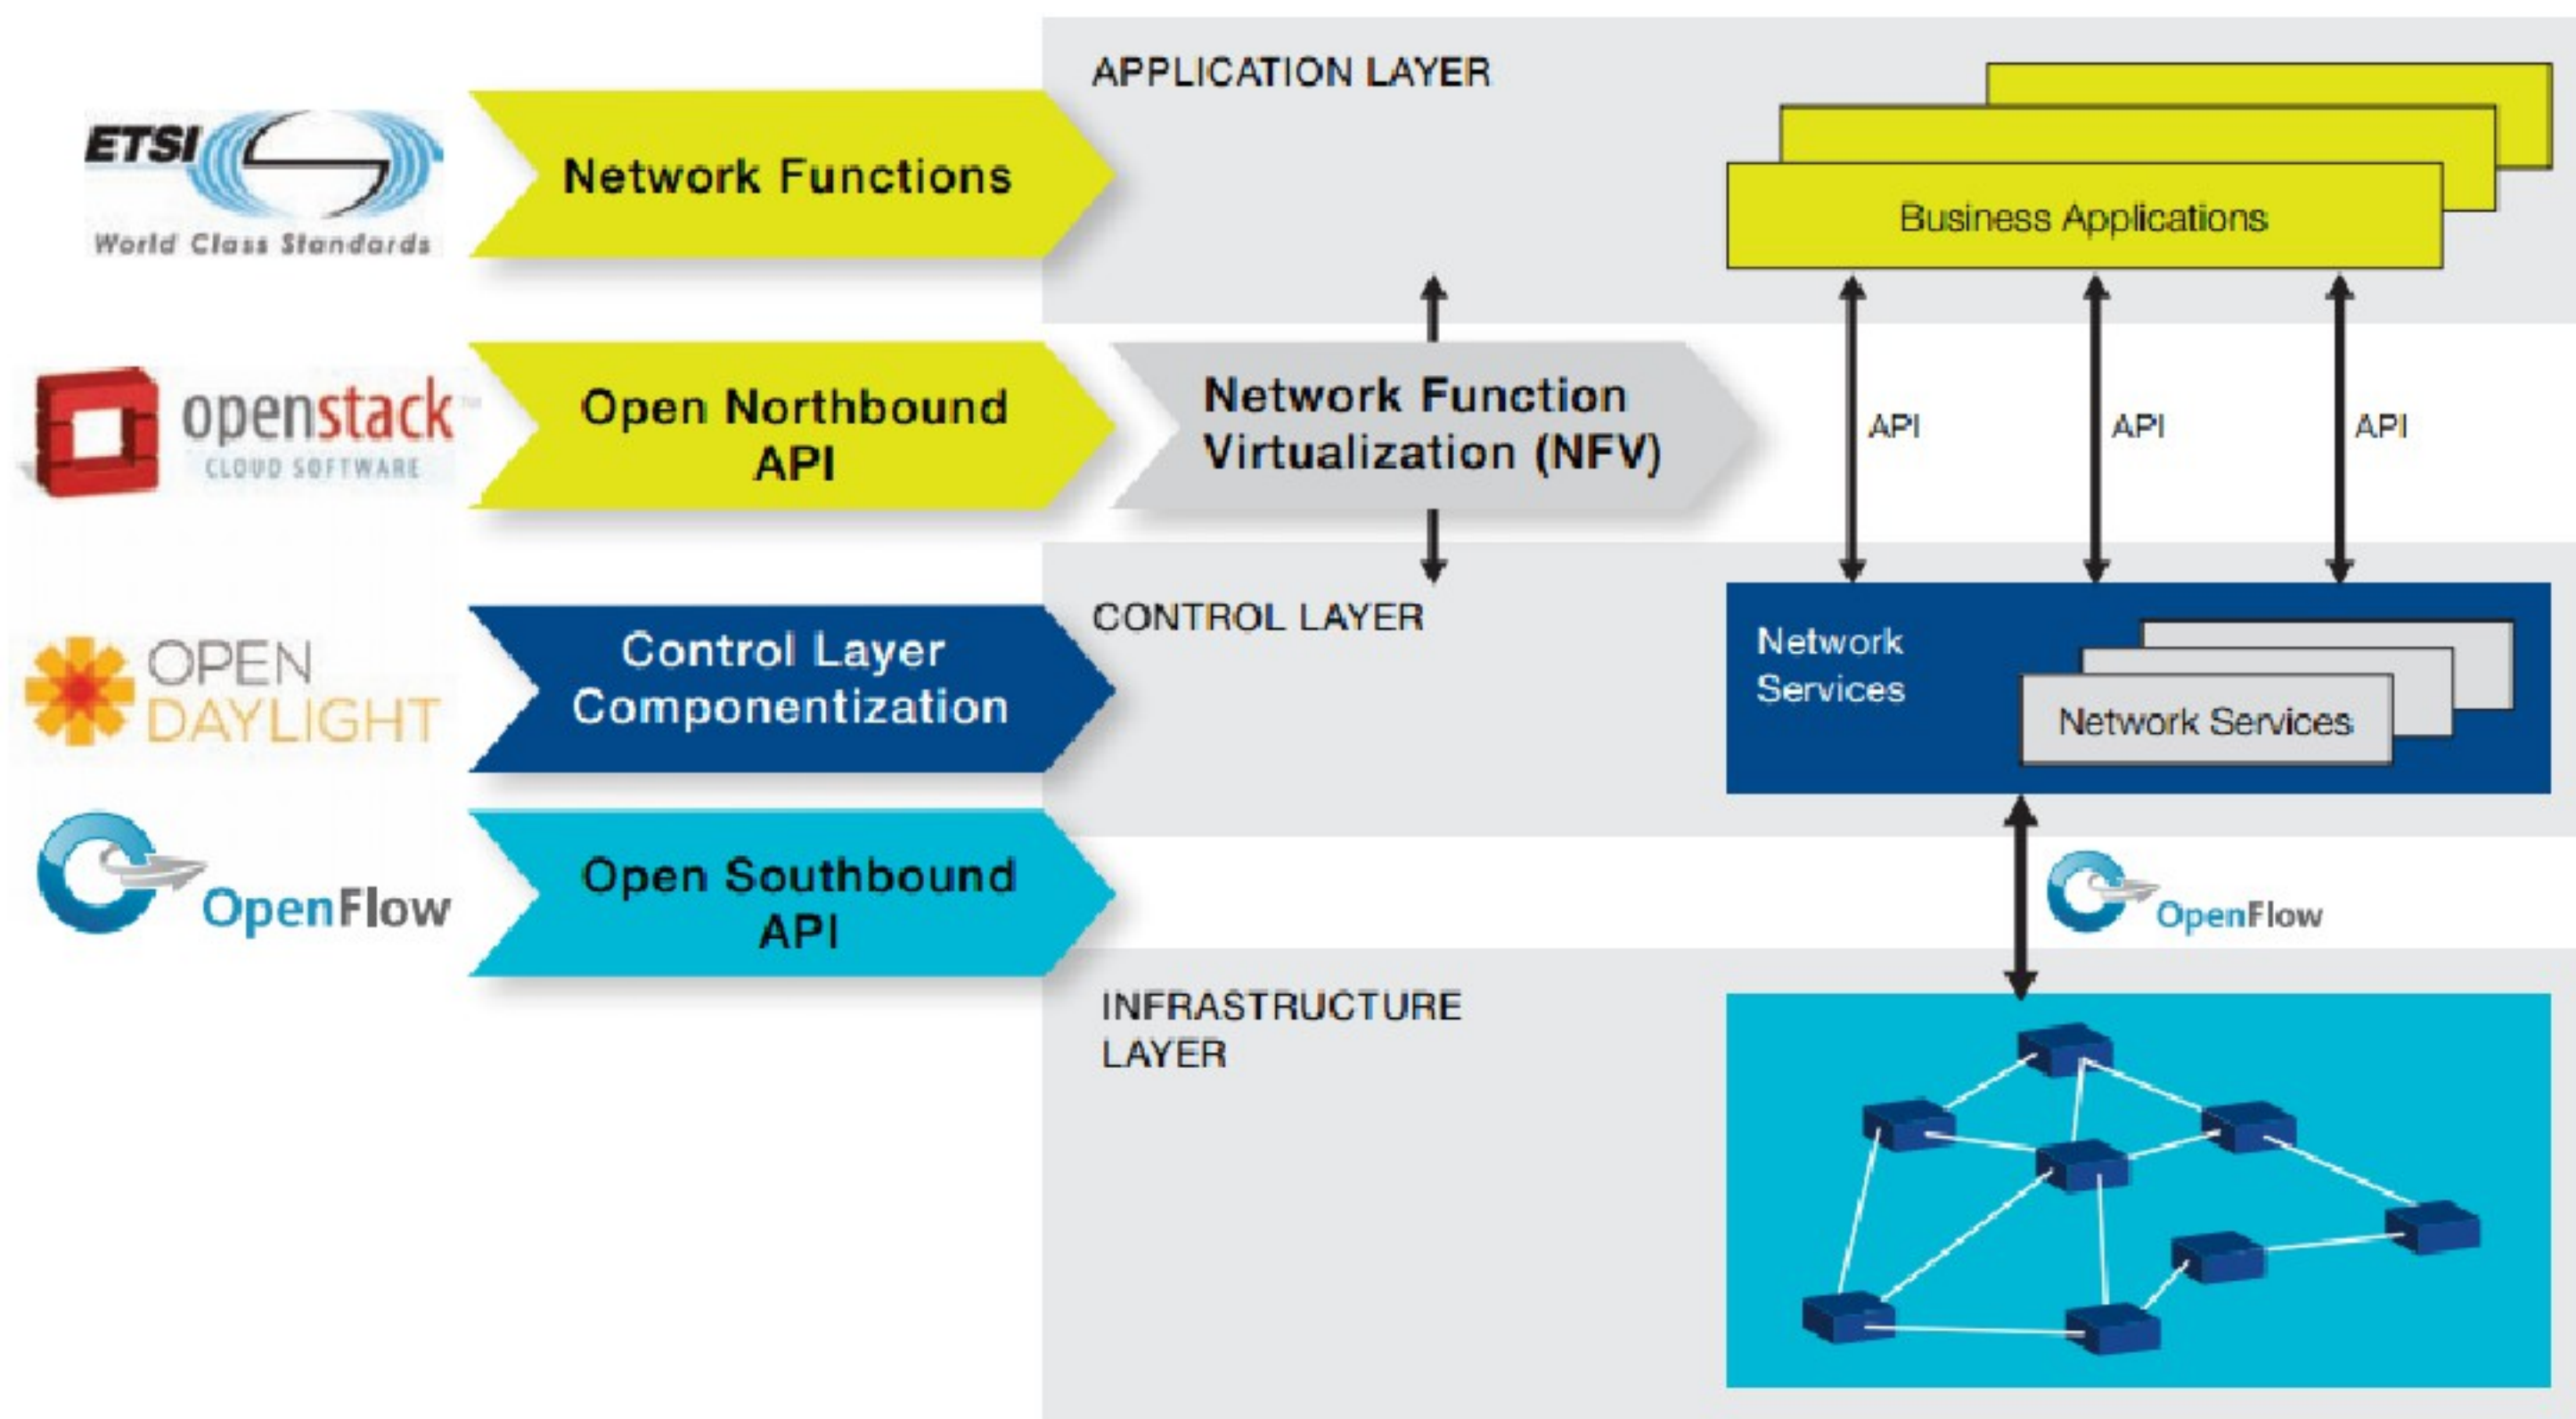 APPLICATION LAYER
ETSI
World Class Standards
Network Functions
Business Applications
openstack™
CLOUD SOFTWARE
Open Northbound
API
Network Function
Virtualization (NFV)
API
API
API
OPEN
DAYLIGHT
Control Layer
Componentization
CONTROL LAYER
Network
Services
Network Services
OpenFlow
Open Southbound
API
OpenFlow
INFRASTRUCTURE
LAYER